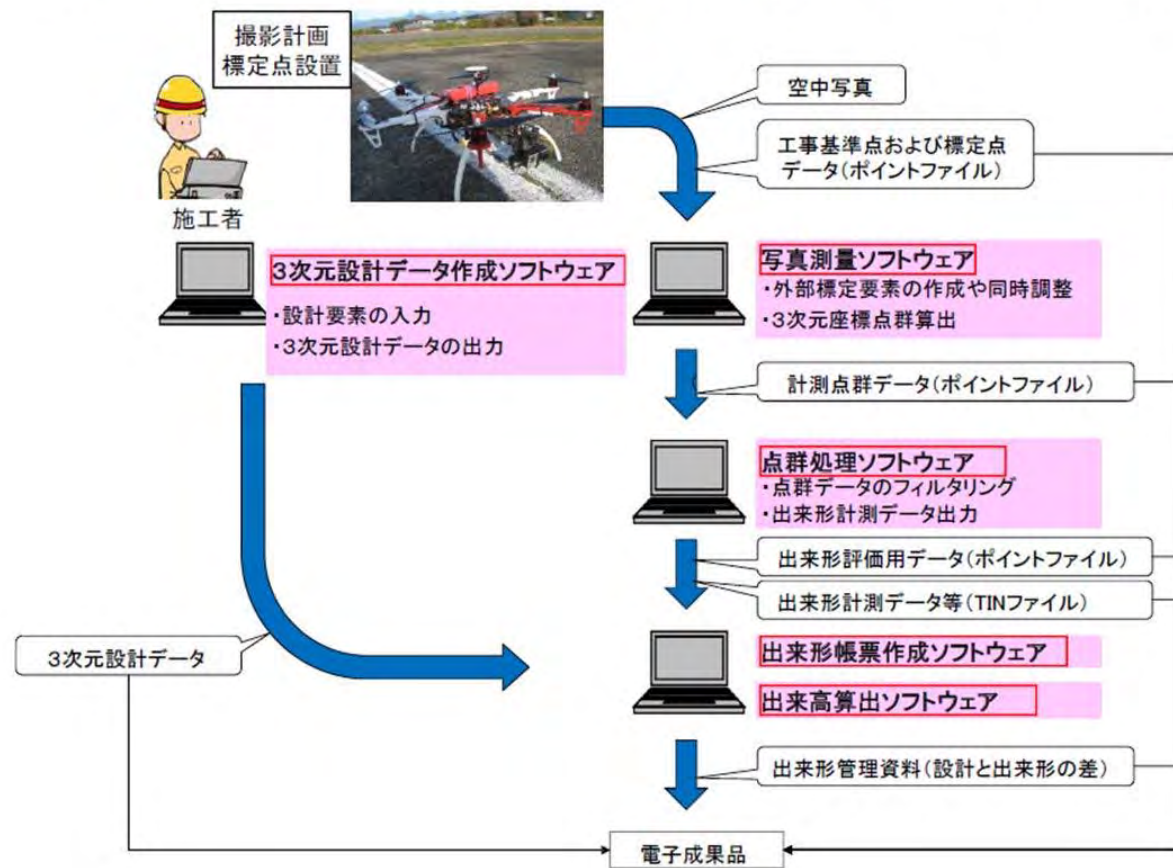 撮影計画
標定点設置
空中写真
工事基準点および標定点
データ(ポイントファイル)
施工者
3次元設計データ作成ソフトウェア
・設計要素の入力
・3次元設計データの出力
写真測量ソフトウェア
・外部標定要素の作成や同時調整
・3次元座標点群算出
計測点群データ(ポイントファイル)
点群処理ソフトウェア
・点群データのフィルタリング
・出来形計測データ出力
出来形評価用データ(ポイントファイル)
出来形計測データ等(TINファイル)
3次元設計データ
出来形帳票作成ソフトウェア
出来高算出ソフトウェア
出来形管理資料(設計と出来形の差)
電子成果品